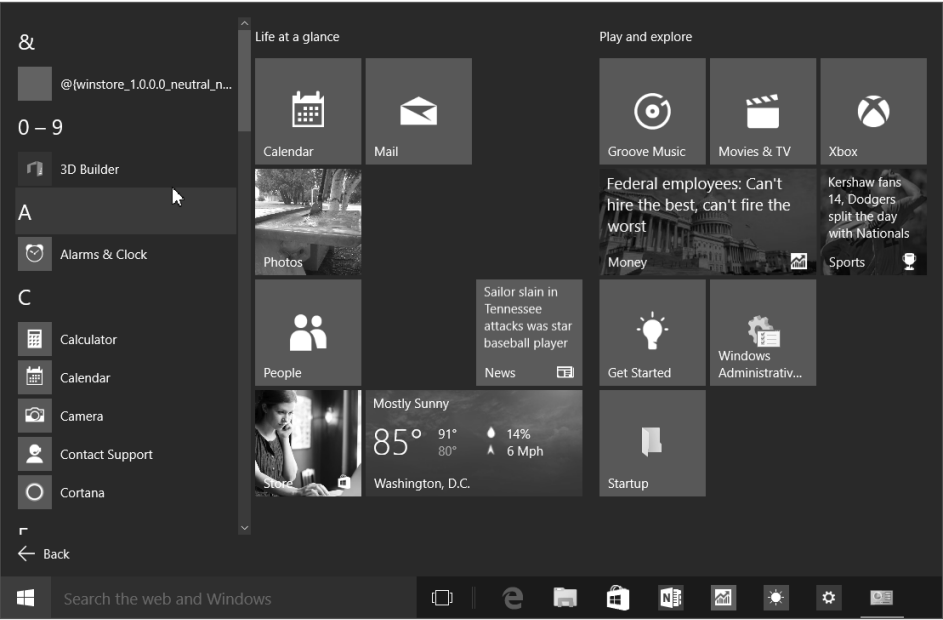 &
@{winstore_1.0.0.0_neutral_n...
0 – 9
3D Builder
A
Alarms & Clock
C
Calculator
Calendar
Camera
Contact Support
Cortana
Back
Life at a glance
Calendar
Mail
Photos
People
Sailor slain in
Tennessee
attacks was star
baseball player
News
Store
Mostly Sunny
85° 91° 14%
80° 6 Mph
Washington, D.C.
Play and explore
Groove Music
Movies & TV
Xbox
Federal employees: Can't
hire the best, can't fire the
worst
Money
Kershaw fans
14, Dodgers
split the day
with Nationals
Sports
Get Started
Windows
Administrativ...
Startup
Search the web and Windows